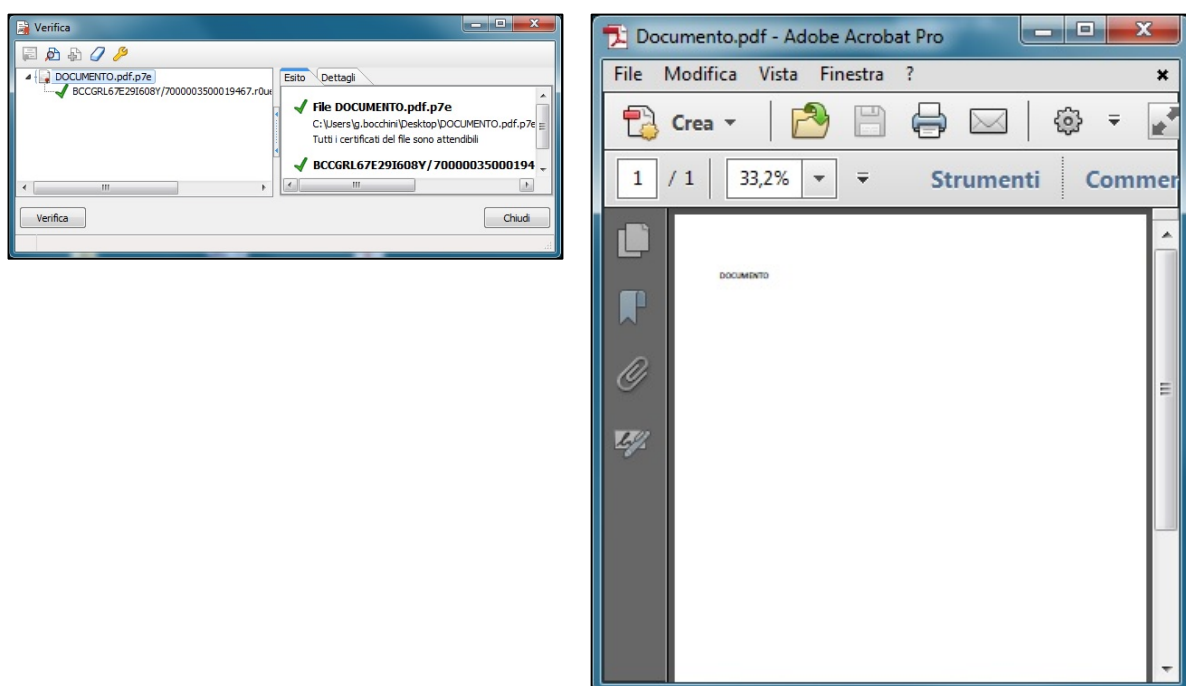 Verifica
DOCUMENTO.pdf.p7e
BCCGRL67E29I608Y/7000003500019467.r0ue
Esito Dettagli
File DOCUMENTO.pdf.p7e
C:\Users\g.bocchini\Desktop\DOCUMENTO.pdf.p7e
Tutti i certificati del file sono attendibili
BCCGRL67E29I608Y/70000035000194
Verifica
Chiudi
Documento.pdf - Adobe Acrobat Pro
File Modifica Vista Finestra ?
Crea
1 / 1 33,2% Strumenti Commer
DOCUMENTO